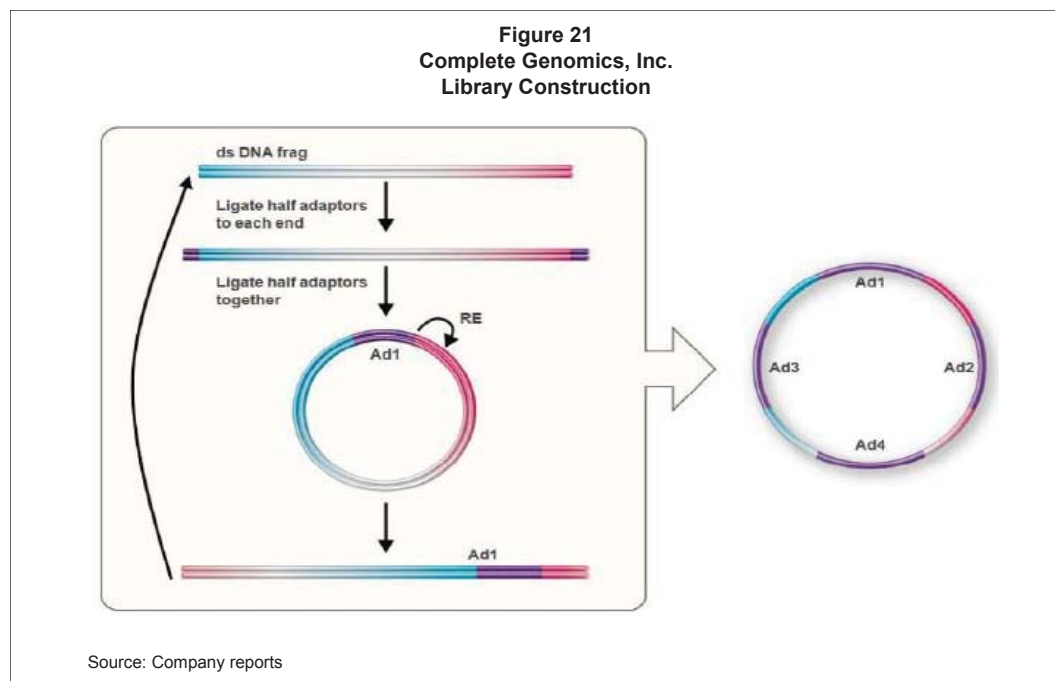 Figure 21
Complete Genomics, Inc.
Library Construction
ds DNA frag
Ligate half adaptors
to each end
Ligate half adaptors
together
RE
Ad1
Ad1
Ad1
Ad3
Ad2
Ad4
Source: Company reports